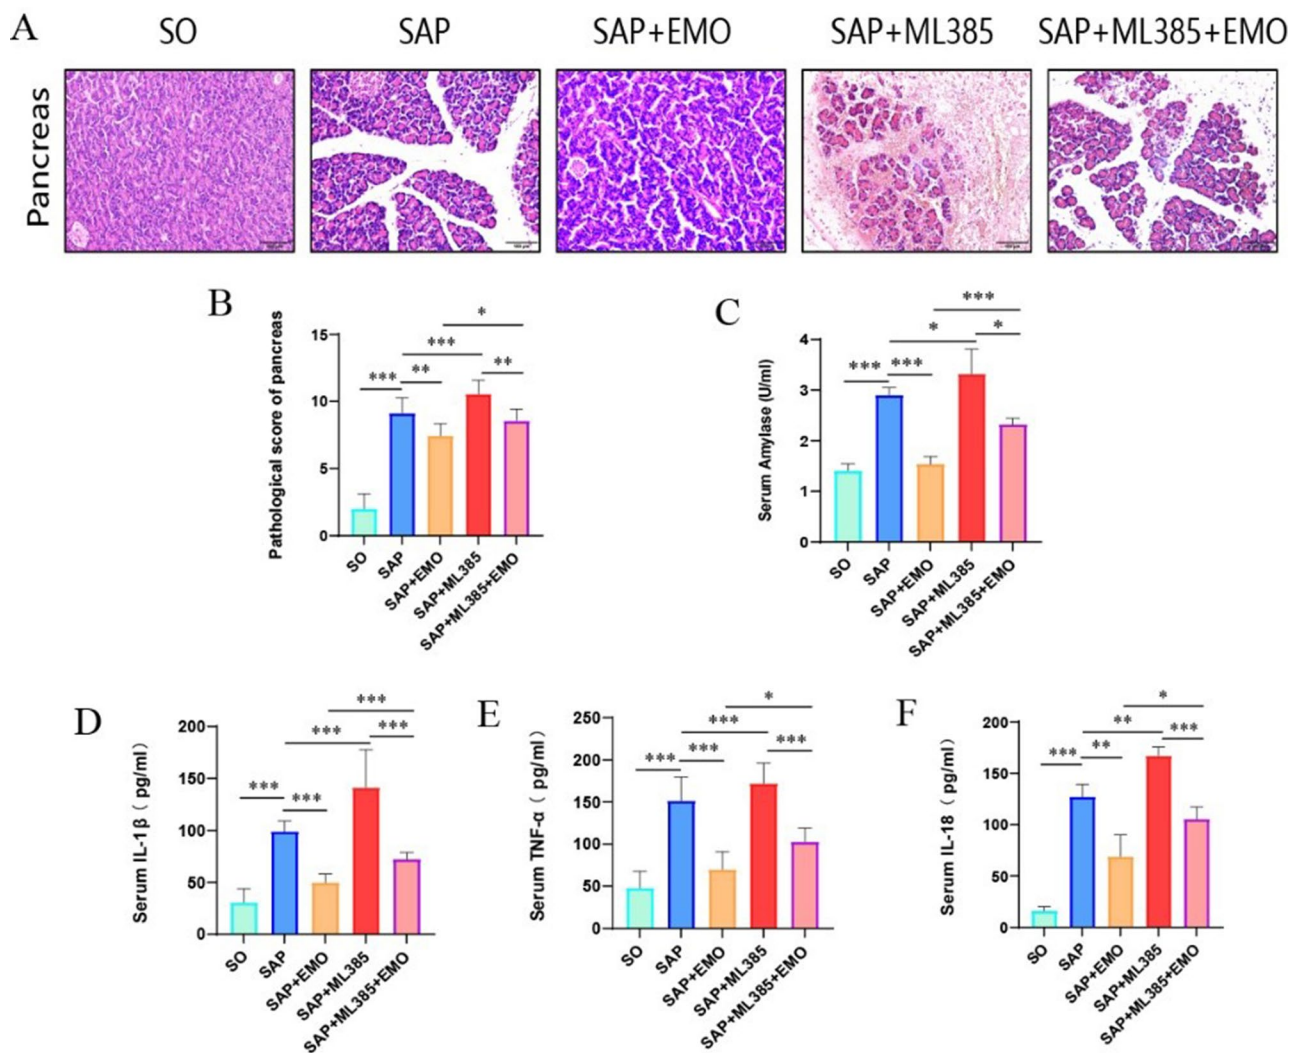 A
SO
SAP
SAP+EMO
SAP+ML385
SAP+ML385+EMO
Pancreas
B
Pathological score of pancreas
15
10
5
0
***
**
***
**
*
SO
SAP
SAP+EMO
SAP+ML385
SAP+ML385+EMO
C
Serum Amylase (U/ml)
4
3
2
1
0
***
***
*
*
***
SO
SAP
SAP+EMO
SAP+ML385
SAP+ML385+EMO
D
Serum IL-1β ( pg/ml)
200
150
100
50
0
***
***
***
***
***
SO
SAP
SAP+EMO
SAP+ML385
SAP+ML385+EMO
E
Serum TNF-α ( pg/ml)
250
200
150
100
50
0
***
***
***
***
*
SO
SAP
SAP+EMO
SAP+ML385
SAP+ML385+EMO
F
Serum IL-18 ( pg/ml)
200
150
100
50
0
***
**
**
***
*
SO
SAP
SAP+EMO
SAP+ML385
SAP+ML385+EMO